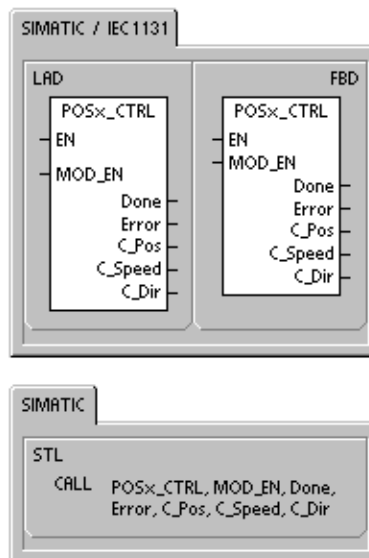 SIMATIC / IEC1131
LAD
FBD
POSx_CTRL
EN
MOD_EN
Done
Error
C_Pos
C_Speed
C_Dir
POSx_CTRL
EN
MOD_EN
Done
Error
C_Pos
C_Speed
C_Dir
SIMATIC
STL
CALL POSx_CTRL, MOD_EN, Done,
Error, C_Pos, C_Speed, C_Dir